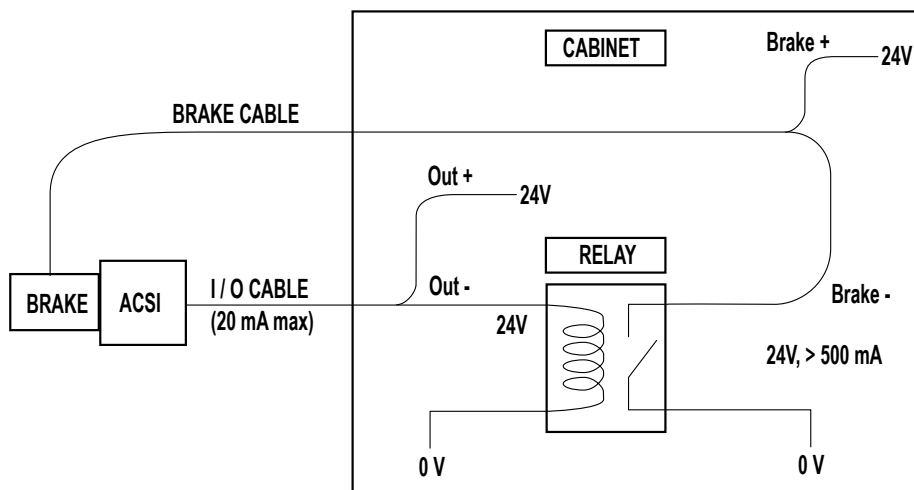 CABINET
Brake +
24V
BRAKE CABLE
Out +
24V
RELAY
BRAKE
ACSI
I / O CABLE
(20 mA max)
Out -
24V
Brake -
24V, > 500 mA
0 V
0 V